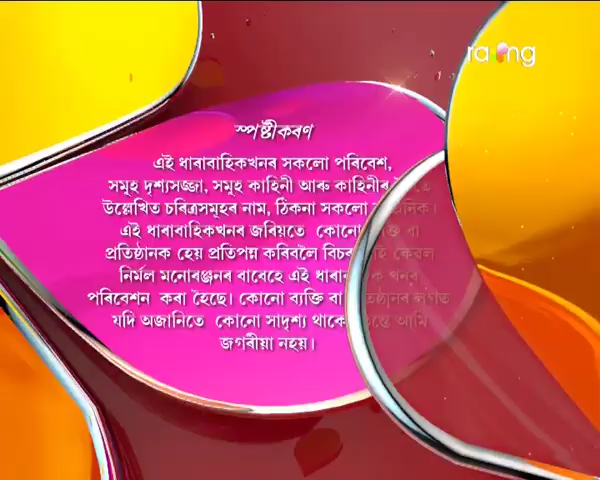 rang
স্পষ্টীকৰণ
এই ধাৰাবাহিকখনৰ সকলো পৰিবেশ,
সমূহ দৃশ্যসজ্জা, সমূহ কাহিনী আৰু কাহিনীৰ
উল্লেখিত চৰিত্ৰসমূহৰ নাম, ঠিকনা সকলো
এই ধাৰাবাহিকখনৰ জৰিয়তে কোনো বা
প্ৰতিষ্ঠানক হেয় প্ৰতিপন্ন কৰিবলৈ কেৱল
নিৰ্মল মনোৰঞ্জনৰ বাবেহে এই খনৰ
পৰিবেশন কৰা হৈছে। কোনো ব্যক্তি বা লগত
যদি অজানিতে কোনো সাদৃশ্য থাকে আমি
জগৰীয়া নহয়।